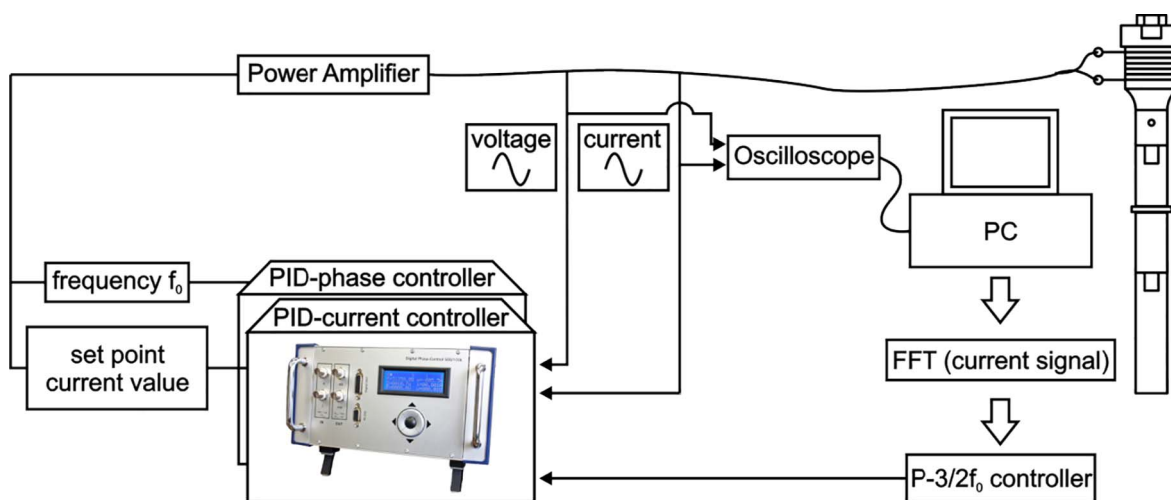 Power Amplifier
voltage
current
Oscilloscope
PC
frequency f₀
PID-phase controller
PID-current controller
set point
current value
FFT (current signal)
P-3/2f₀ controller